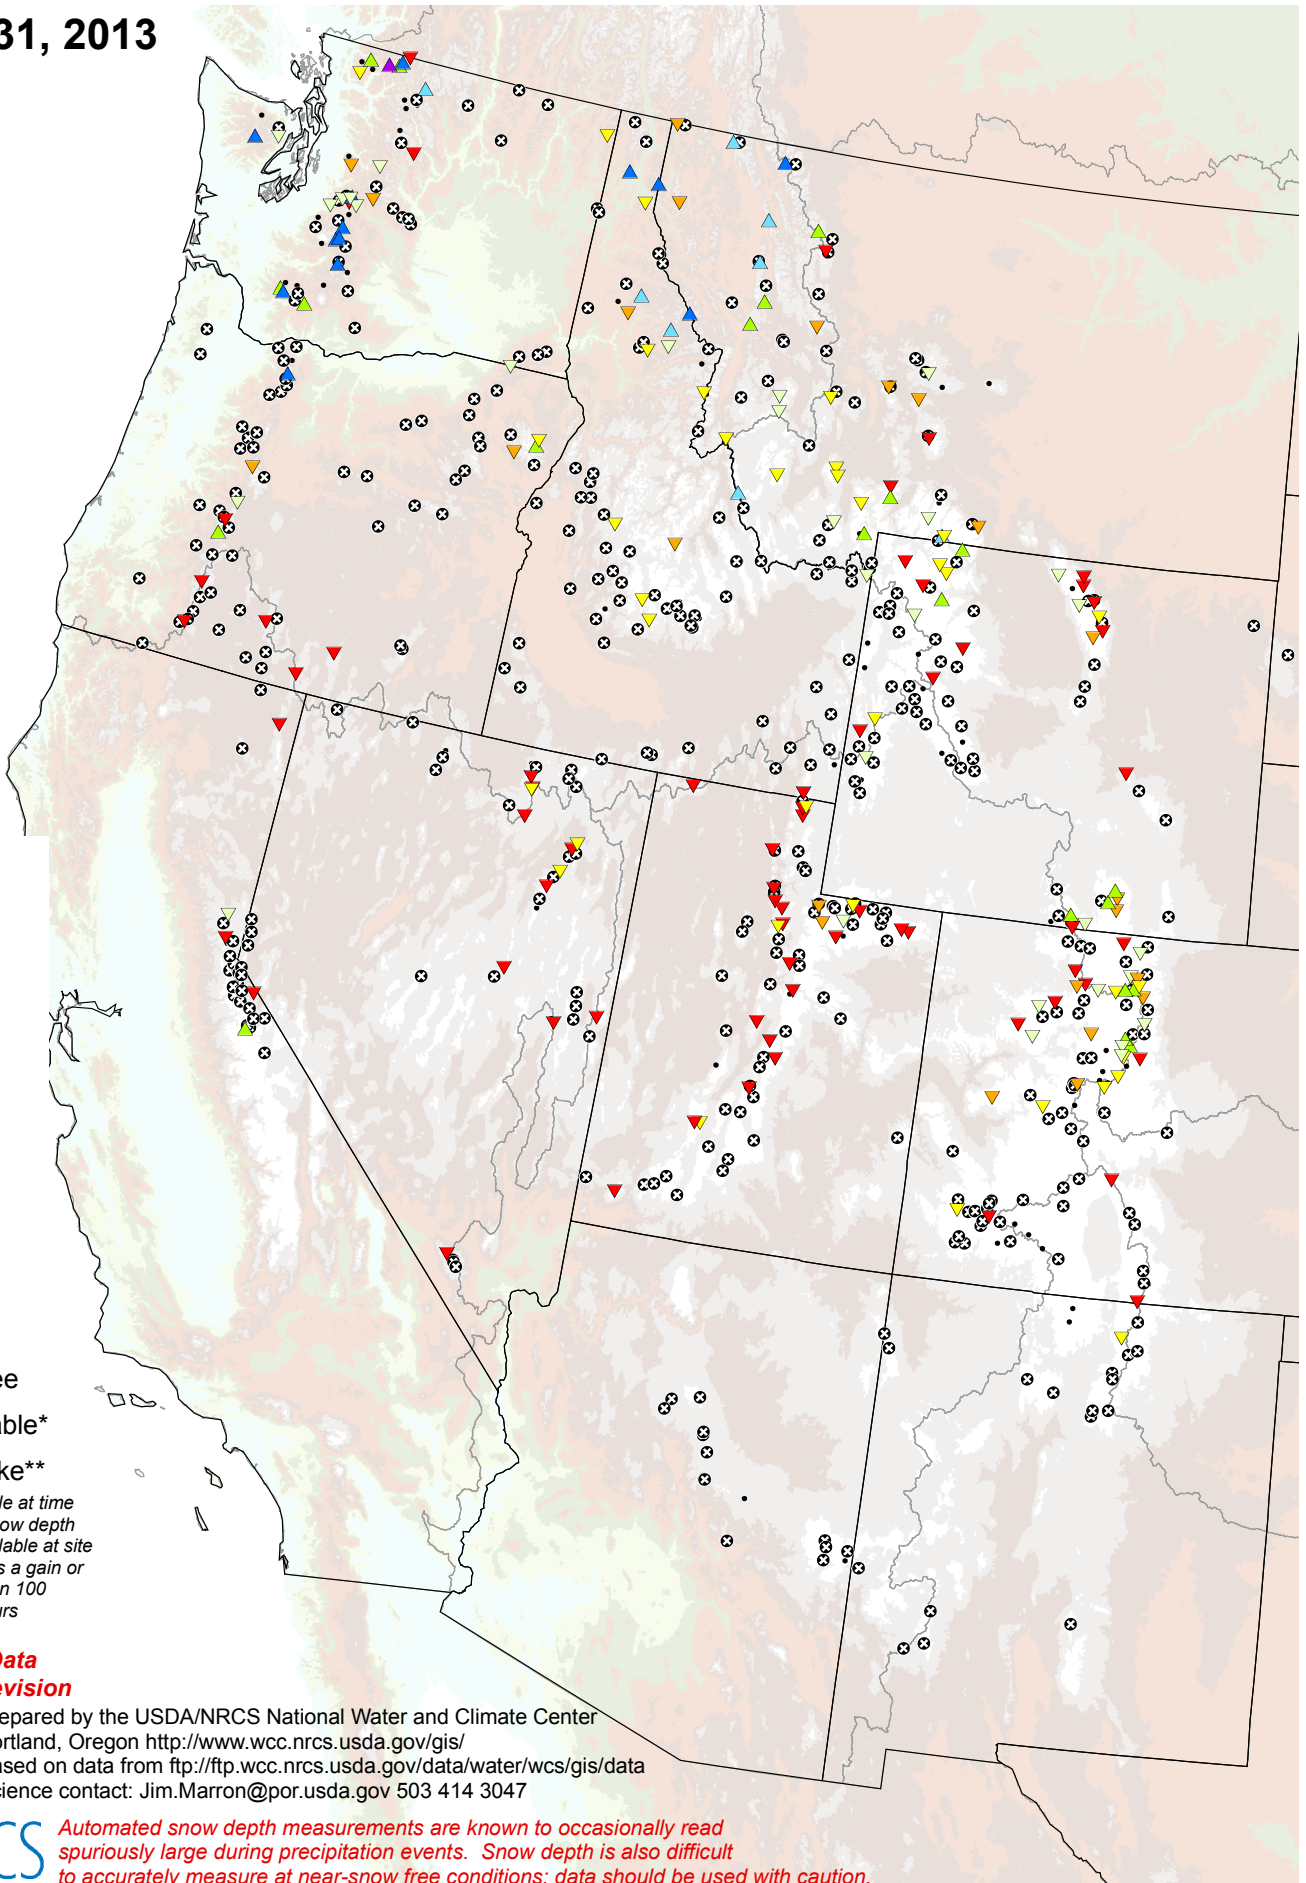 31, 2013
ee
able*
ke**
le at time
ow depth
ilable at site
s a gain or
n 100
urs
Data
evision
epared by the USDA/NRCS National Water and Climate Center
ortland, Oregon http://www.wcc.nrcs.usda.gov/gis/
ased on data from ftp://ftp.wcc.nrcs.usda.gov/data/water/wcs/gis/data
cience contact: Jim.Marron@por.usda.gov 503 414 3047
CS
Automated snow depth measurements are known to occasionally read
spuriously large during precipitation events. Snow depth is also difficult
to accurately measure at near-snow free conditions; data should be used with caution.